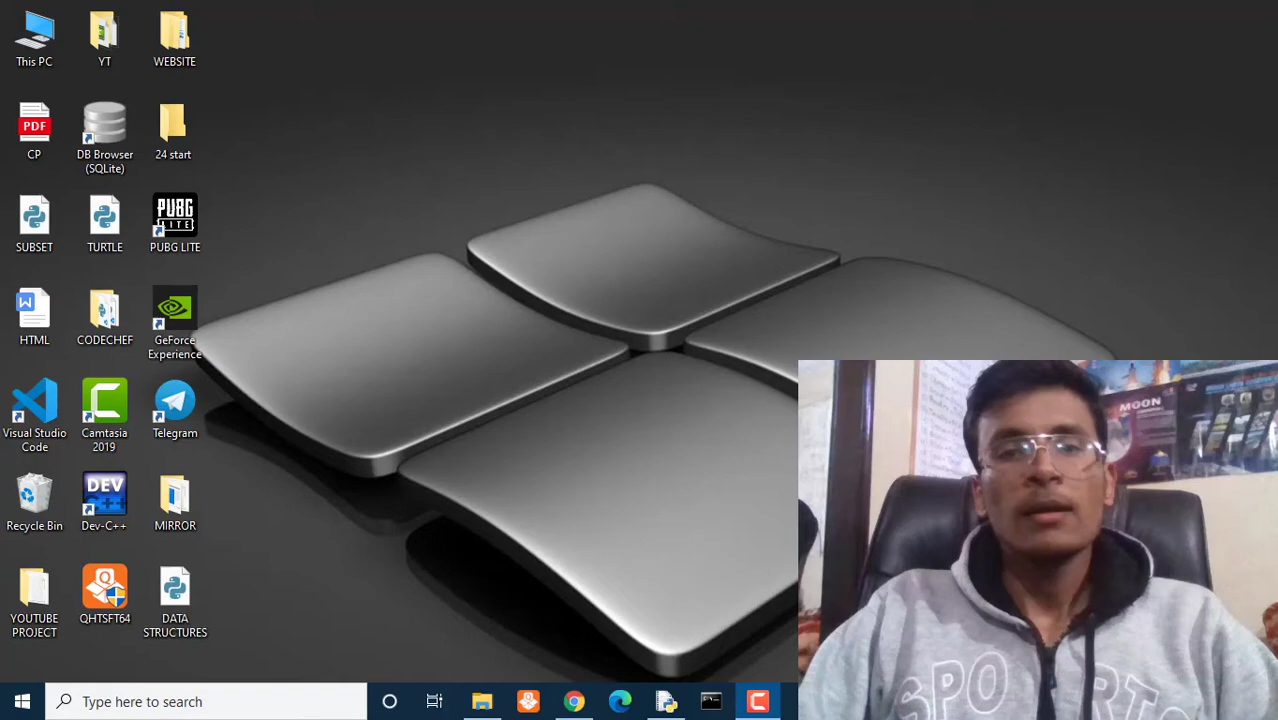 This PC
YT
WEBSITE
PDF
CP
DB Browser
(SQLite)
24 start
SUBSET
TURTLE
PUBG
LITE
PUBG LITE
W
HTML
CODECHEF
GeForce
Experience
Visual Studio
Code
Camtasia
2019
Telegram
Recycle Bin
DEV
Dev-C++
MIRROR
YOUTUBE
PROJECT
QHTSFT64
DATA
STRUCTURES
MOON
SPORTS
Type here to search